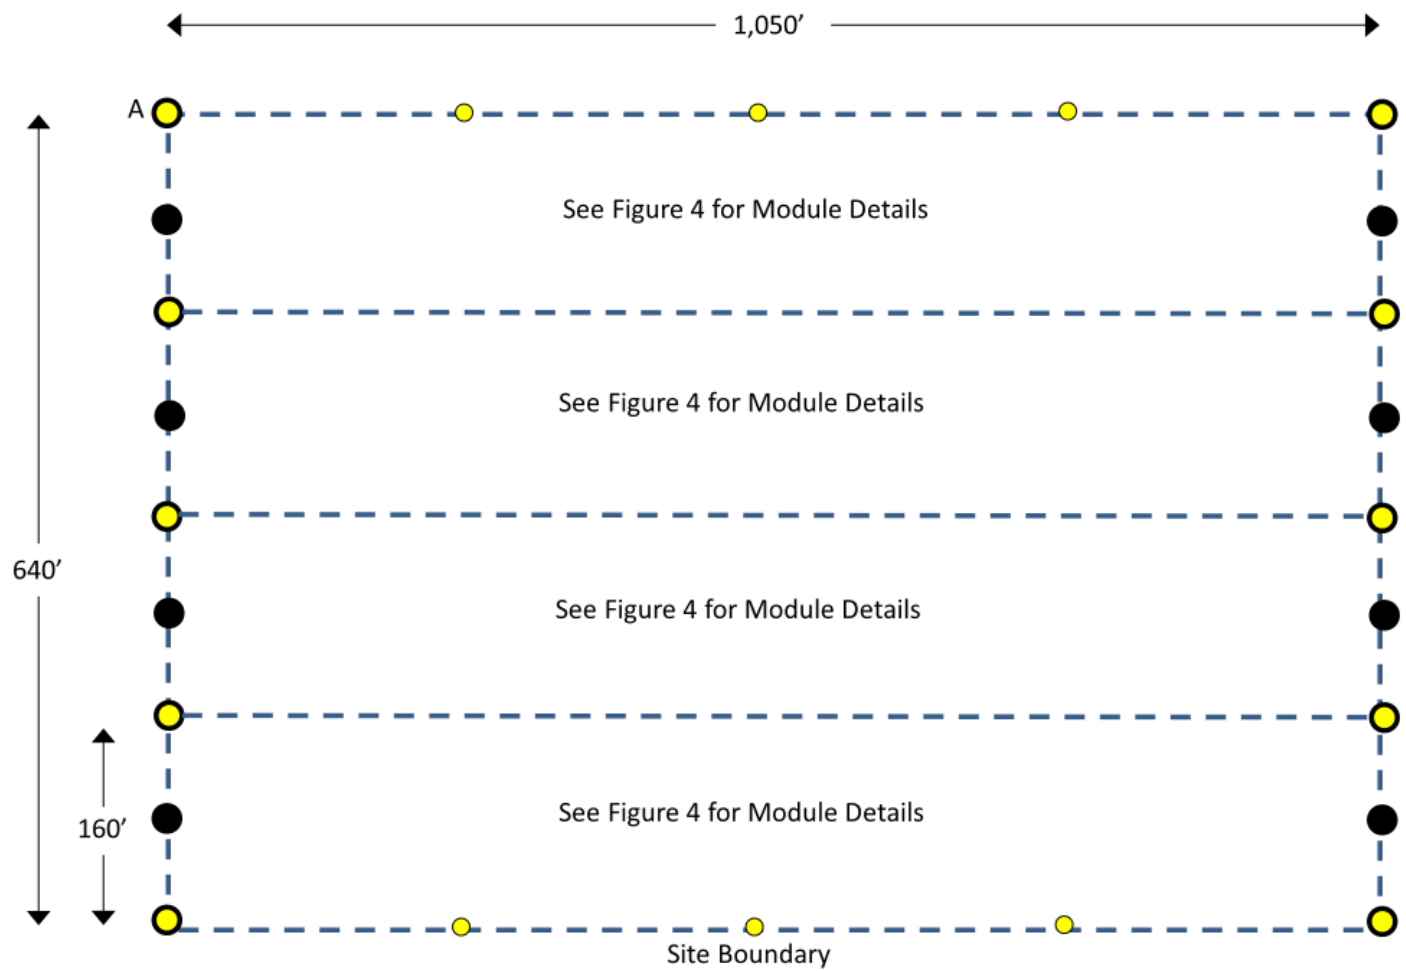 1,050’
A
See Figure 4 for Module Details
See Figure 4 for Module Details
640’
See Figure 4 for Module Details
160’
See Figure 4 for Module Details
Site Boundary